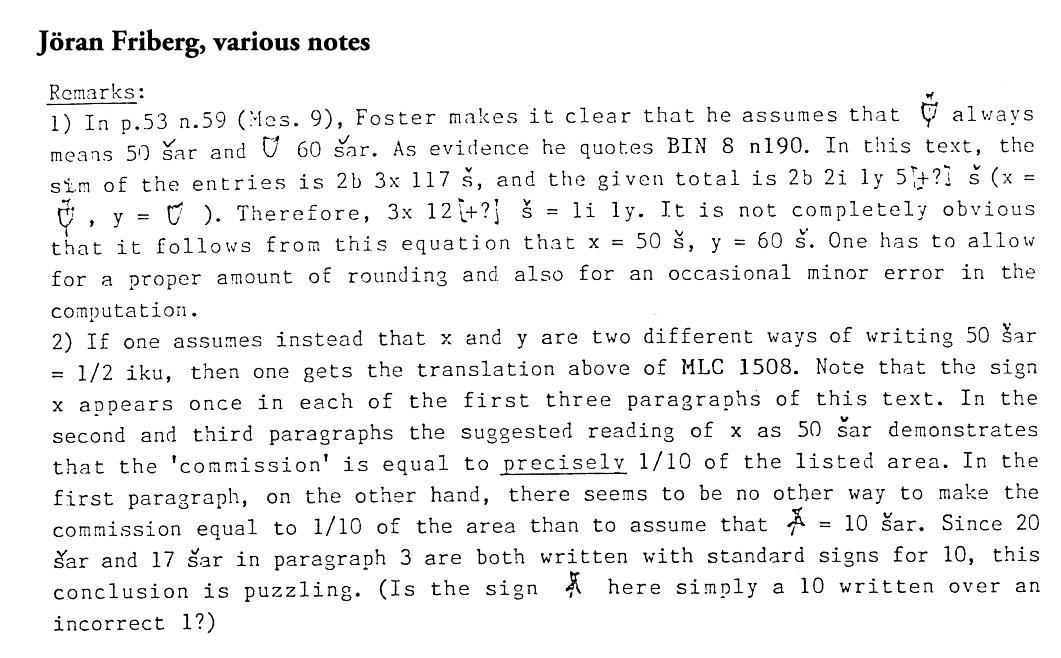 Jöran Friberg, various notes
Remarks:
1) In p.53 n.59 (Mes. 9), Foster makes it clear that he assumes that always
means 50 šar and 60 šar. As evidence he quotes BIN 8 n190. In this text, the
sim of the entries is 2b 3x 117 š, and the given total is 2b 2i ly 5[+?] š (x =
, y = ). Therefore, 3x 12[+?] š = li ly. It is not completely obvious
that it follows from this equation that x = 50 š, y = 60 š. One has to allow
for a proper amount of rounding and also for an occasional minor error in the
computation.
2) If one assumes instead that x and y are two different ways of writing 50 šar
= 1/2 iku, then one gets the translation above of MLC 1508. Note that the sign
x appears once in each of the first three paragraphs of this text. In the
second and third paragraphs the suggested reading of x as 50 šar demonstrates
that the 'commission' is equal to precisely 1/10 of the listed area. In the
first paragraph, on the other hand, there seems to be no other way to make the
commission equal to 1/10 of the area than to assume that = 10 šar. Since 20
šar and 17 šar in paragraph 3 are both written with standard signs for 10, this
conclusion is puzzling. (Is the sign here simply a 10 written over an
incorrect 1?)